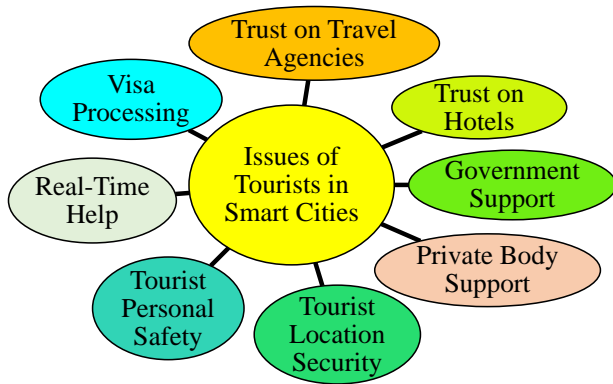 Trust on Travel
Agencies
Visa
Processing
Trust on
Hotels
Issues of
Tourists in
Smart Cities
Government
Support
Real-Time
Help
Private Body
Support
Tourist
Personal
Safety
Tourist
Location
Security